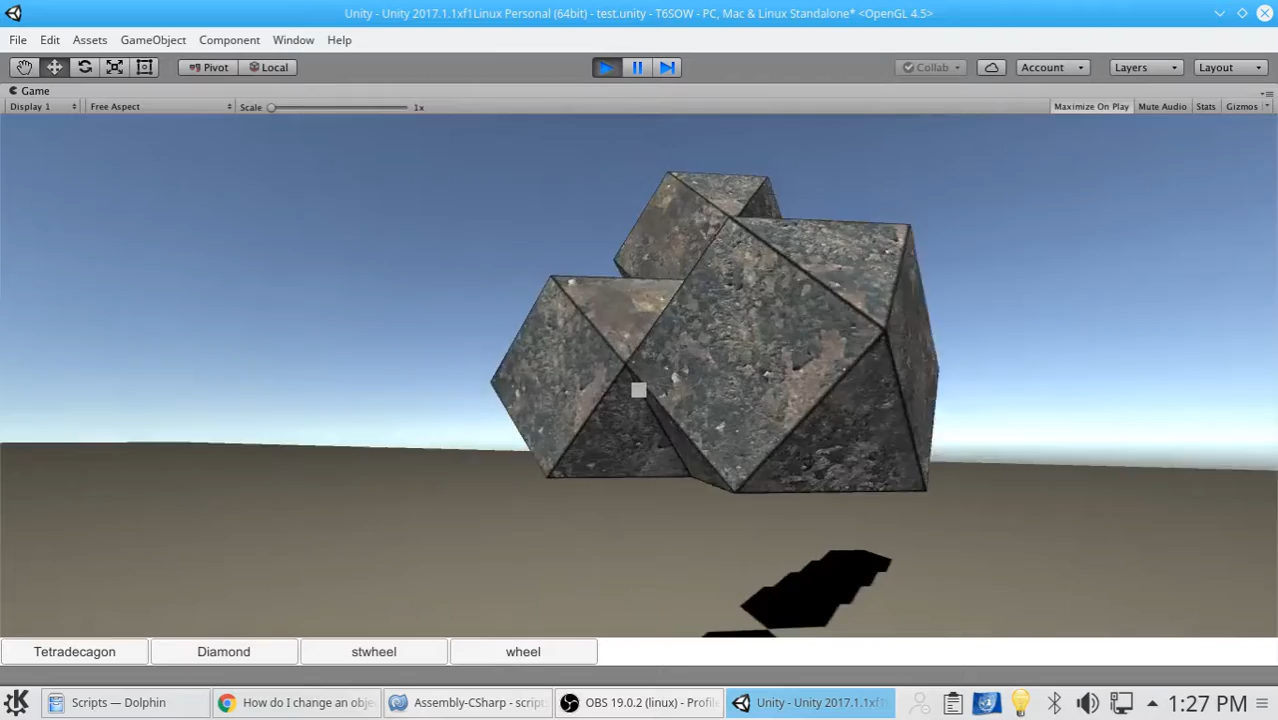 Unity - Unity 2017.1.1xf1Linux Personal (64bit) - test.unity - T6SOW - PC, Mac & Linux Standalone* <OpenGL 4.5>
File Edit Assets GameObject Component Window Help
Pivot Local Collab Account Layers Layout
Game
Display 1 Free Aspect Scale 1x Maximize On Play Mute Audio Stats Gizmos
Tetradecagon Diamond stwheel wheel
Scripts — Dolphin How do I change an obje Assembly-CSharp - scripts OBS 19.0.2 (linux) - Profile Unity - Unity 2017.1.1xf1 1:27 PM